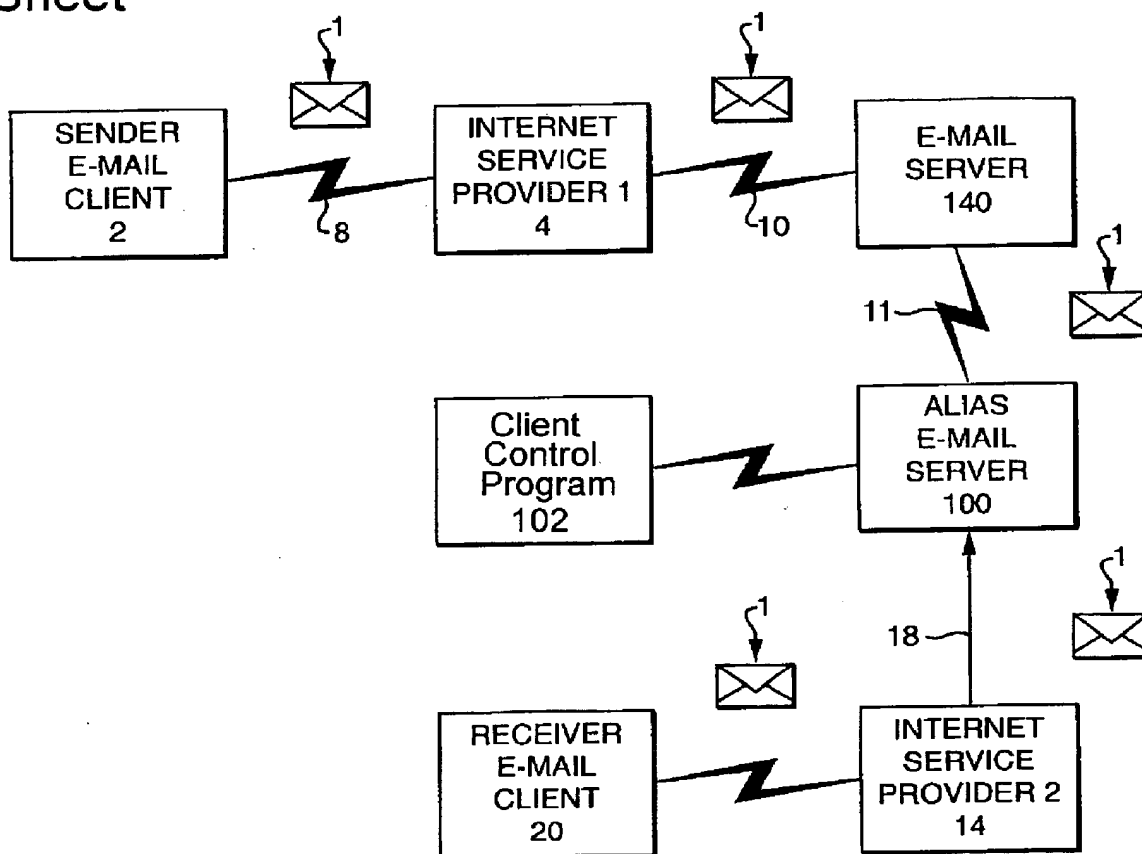 Sheet
1
1
SENDER
E-MAIL
CLIENT
2
8
INTERNET
SERVICE
PROVIDER 1
4
10
E-MAIL
SERVER
140
1
11
Client
Control
Program
102
ALIAS
E-MAIL
SERVER
100
1
1
18
RECEIVER
E-MAIL
CLIENT
20
INTERNET
SERVICE
PROVIDER 2
14